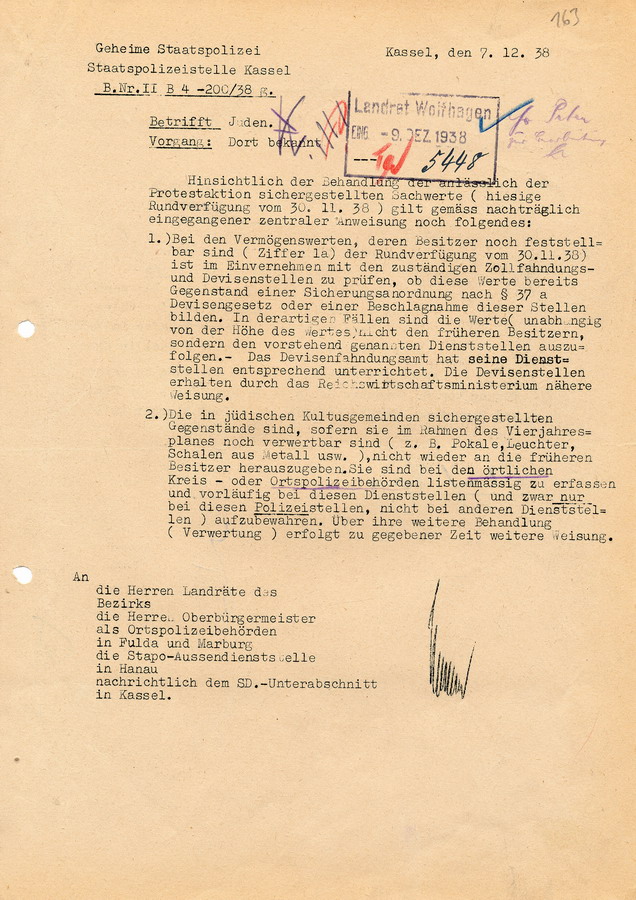 163
Geheime Staatspolizei
Staatspolizeistelle Kassel
B.Nr.II B 4 -200/38 g.
Kassel, den 7. 12. 38
Betrifft Juden.
Vorgang: Dort bekannt
Landrat Wolfhagen
EING. - 9. DEZ. 1938
5448
Hinsichtlich der Behandlung der anlässlich der
Protestaktion sichergestellten Sachwerte ( hiesige
Rundverfügung vom 30. 11. 38 ) gilt gemäss nachträglich
eingegangener zentraler Anweisung noch folgendes:
1.)Bei den Vermögenswerten, deren Besitzer noch feststell=
bar sind ( Ziffer 1a) der Rundverfügung vom 30.11.38)
ist im Einvernehmen mit den zuständigen Zollfahndungs-
und Devisenstellen zu prüfen, ob diese Werte bereits
Gegenstand einer Sicherungsanordnung nach § 37 a
Devisengesetz oder einer Beschlagnahme dieser Stellen
bilden. In derartigen Fällen sind die Werte( unabhängig
von der Höhe des Wertes)nicht den früheren Besitzern,
sondern den vorstehend genannten Dienststellen auszu-
folgen.- Das Devisenfahndungsamt hat seine Dienst=
stellen entsprechend unterrichtet. Die Devisenstellen
erhalten durch das Reichswirtschaftsministerium nähere
Weisung.
2.)Die in jüdischen Kultusgemeinden sichergestellten
Gegenstände sind, sofern sie im Rahmen des Vierjahres=
planes noch verwertbar sind ( z. B. Pokale,Leuchter,
Schalen aus Metall usw. ),nicht wieder an die früheren
Besitzer herauszugeben.Sie sind bei den örtlichen
Kreis - oder Ortspolizeibehörden listenmässig zu erfassen
und vorläufig bei diesen Dienststellen ( und zwar nur
bei diesen Polizeistellen, nicht bei anderen Dienststel=
len ) aufzubewahren. Über ihre weitere Behandlung
( Verwertung ) erfolgt zu gegebener Zeit weitere Weisung.
An
die Herren Landräte des
Bezirks
die Herren Oberbürgermeister
als Ortspolizeibehörden
in Fulda und Marburg
die Stapo-Aussendienststelle
in Hanau
nachrichtlich dem SD.-Unterabschnitt
in Kassel.